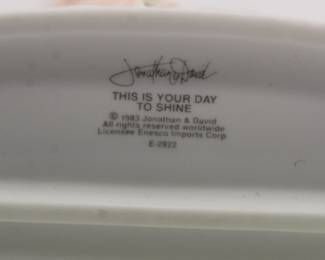 Jonathan & David
THIS IS YOUR DAY
TO SHINE
© 1983 Jonathan & David
All rights reserved worldwide
Licensee Enesco Imports Corp.
E-2822